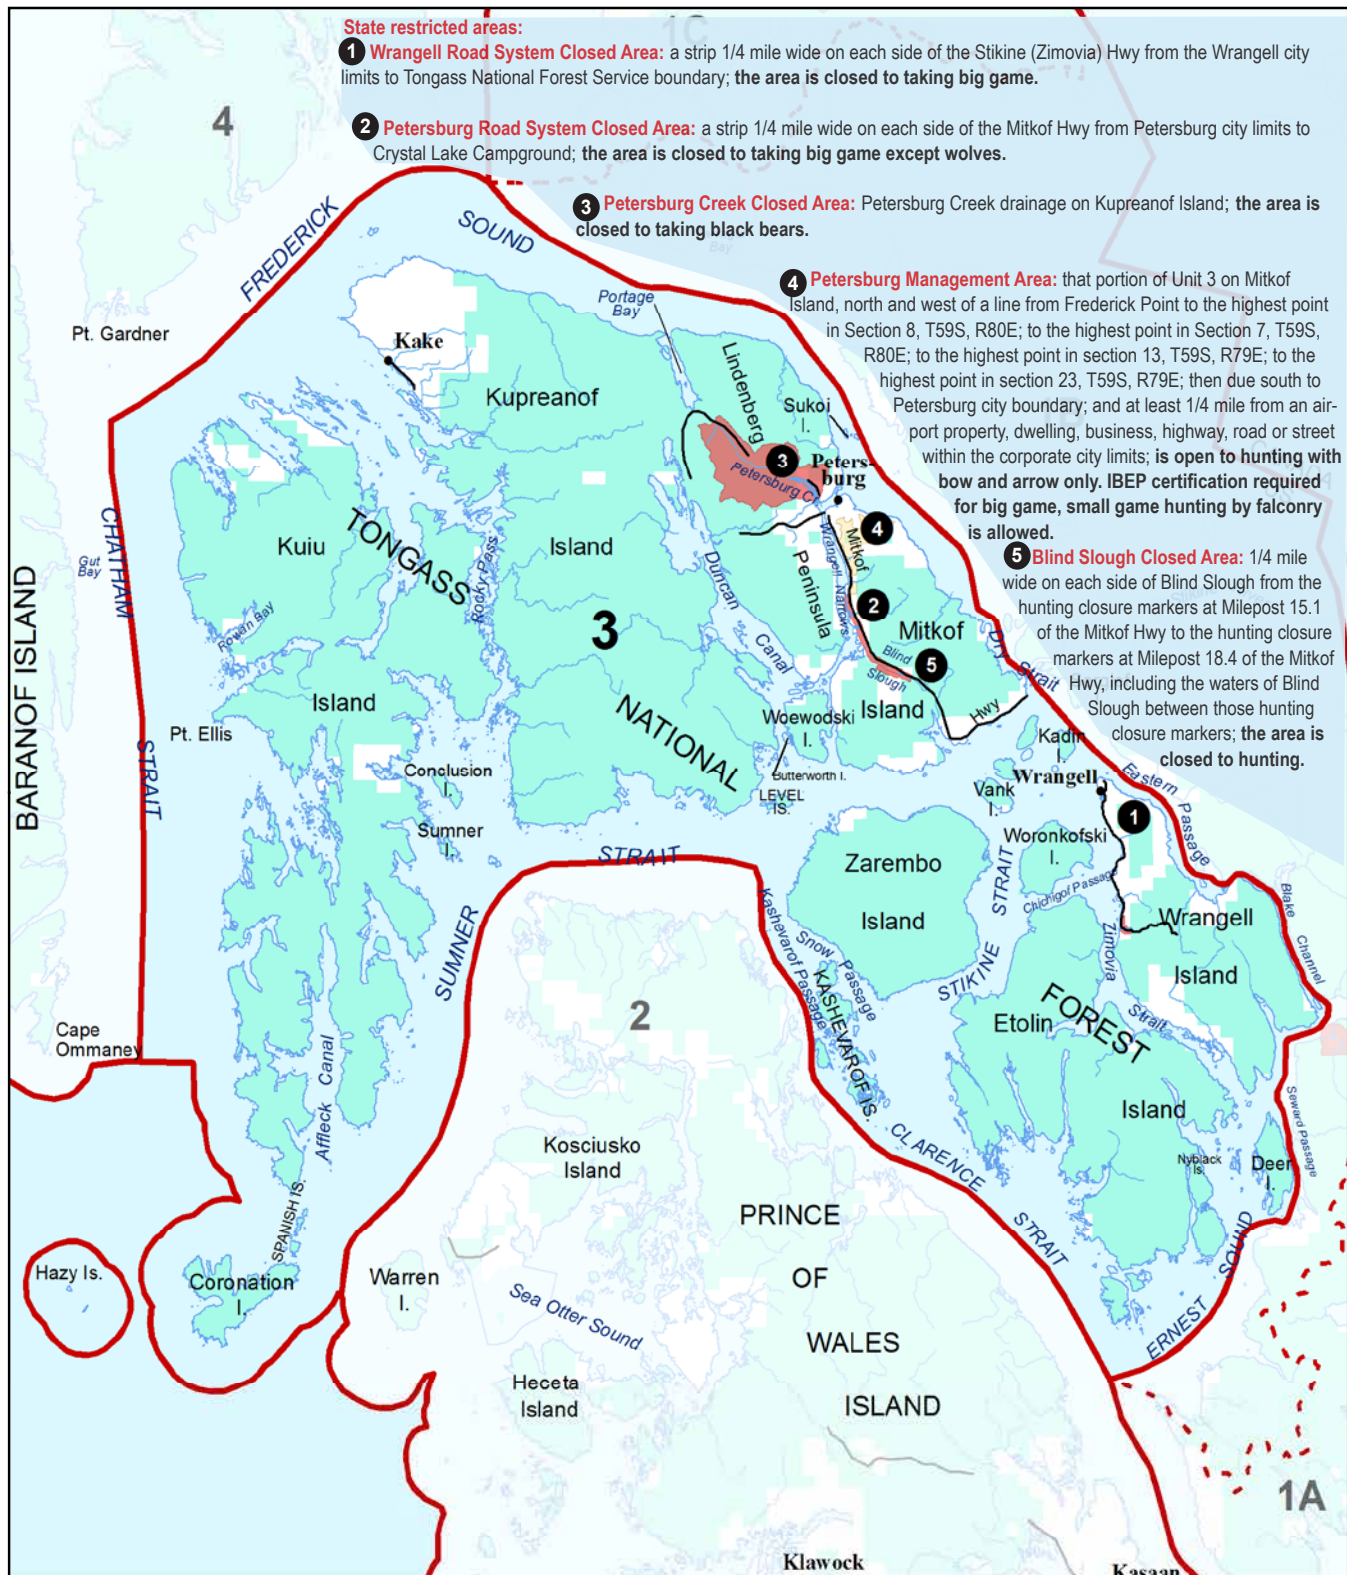 State restricted areas:
1 Wrangell Road System Closed Area: a strip 1/4 mile wide on each side of the Stikine (Zimovia) Hwy from the Wrangell city
limits to Tongass National Forest Service boundary; the area is closed to taking big game.
2 Petersburg Road System Closed Area: a strip 1/4 mile wide on each side of the Mitkof Hwy from Petersburg city limits to
Crystal Lake Campground; the area is closed to taking big game except wolves.
3 Petersburg Creek Closed Area: Petersburg Creek drainage on Kupreanof Island; the area is
closed to taking black bears.
4 Petersburg Management Area: that portion of Unit 3 on Mitkof
Island, north and west of a line from Frederick Point to the highest point
in Section 8, T59S, R80E; to the highest point in Section 7, T59S,
R80E; to the highest point in section 13, T59S, R79E; to the
highest point in section 23, T59S, R79E; then due south to
Petersburg city boundary; and at least 1/4 mile from an air-
port property, dwelling, business, highway, road or street
within the corporate city limits; is open to hunting with
bow and arrow only. IBEP certification required
for big game, small game hunting by falconry
is allowed.
5 Blind Slough Closed Area: 1/4 mile
wide on each side of Blind Slough from the
hunting closure markers at Milepost 15.1
of the Mitkof Hwy to the hunting closure
markers at Milepost 18.4 of the Mitkof
Hwy, including the waters of Blind
Slough between those hunting
closure markers; the area is
closed to hunting.
1C
4
FREDERICK
SOUND
Pt. Gardner
Portage
Bay
Kake
Kupreanof
Lindenberg
Sukoi
I.
3
Peters-
burg
Petersburg C
4
Mitkof
CHATHAM
Gut
Bay
Kuiu
TONGASS
Rocky Pass
Island
Duncan
Canal
Peninsula
Wrangell Narrows
2
Mitkof
Dry Strait
BARANOF ISLAND
Rowan Bay
3
Blind
Slough
5
Island
Hwy
Island
Pt. Ellis
STRAIT
NATIONAL
Woewodski
I.
Kadin
I.
Conclusion
I.
Butterworth I.
LEVEL
IS.
Vank
I.
Wrangell
Eastern
Passage
1
Sumner
I.
STRAIT
Woronkofski
I.
Zarembo
Island
STRAIT
Chichigof Passage
Blake
Channel
Wrangell
Island
Kashevarof Passage
Snow Passage
KASHEVAROF IS.
SUMNER
STIKINE
Zimovia
Strait
2
Etolin
FOREST
Island
Cape
Ommaney
Affleck Canal
CLARENCE
STRAIT
Seward Passage
Kosciusko
Island
Nyblack
Is.
Deer
I.
SPANISH IS.
PRINCE
OF
WALES
ISLAND
SOUND
ERNEST
Hazy Is.
Coronation
I.
Warren
I.
Sea Otter Sound
Heceta
Island
1A
Klawock
Kasaan